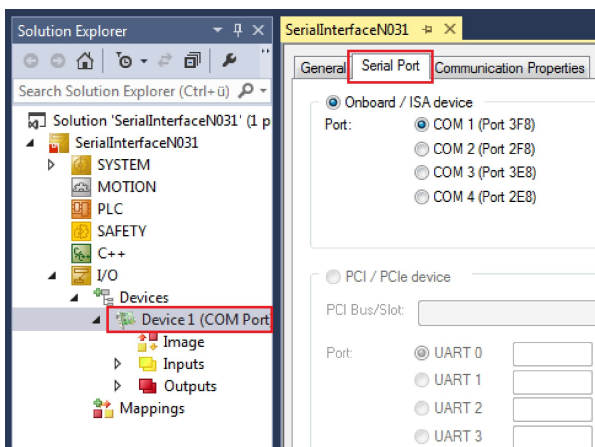 Solution Explorer
Search Solution Explorer (Ctrl+ü)
Solution 'SerialInterfaceN031' (1 p
SerialInterfaceN031
SYSTEM
MOTION
PLC
SAFETY
C++
I/O
Devices
Device 1 (COM Port
Image
Inputs
Outputs
Mappings
SerialInterfaceN031
General Serial Port Communication Properties
Onboard / ISA device
Port: COM 1 (Port 3F8)
COM 2 (Port 2F8)
COM 3 (Port 3E8)
COM 4 (Port 2E8)
PCI / PCIe device
PCI Bus/Slot:
Port: UART 0
UART 1
UART 2
UART 3